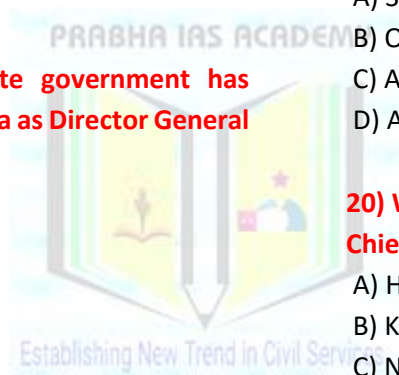 PRABHA IAS ACADEMY
te government has
a as Director General
A)
B)
C) A
D) A
20)
Chie
A) H
B) K
C) N
Establishing New Trend in Civil Services